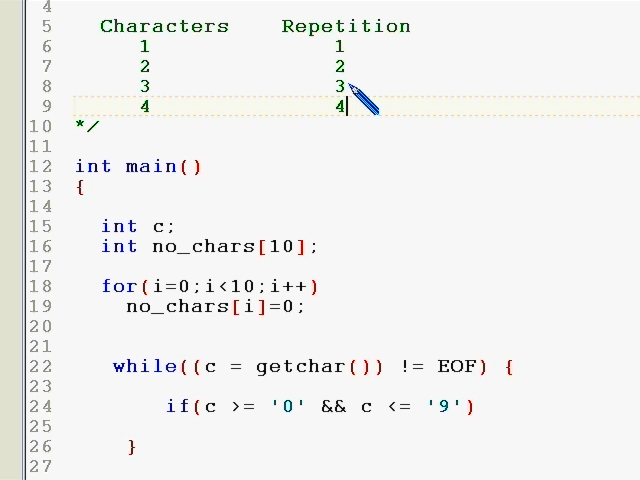 4
5 Characters Repetition
6 1 1
7 2 2
8 3 3
9 4 4
10 */
11
12 int main()
13 {
14
15 int c;
16 int no_chars[10];
17
18 for(i=0;i<10;i++)
19 no_chars[i]=0;
20
21
22 while((c = getchar()) != EOF) {
23
24 if(c >= '0' && c <= '9')
25
26 }
27